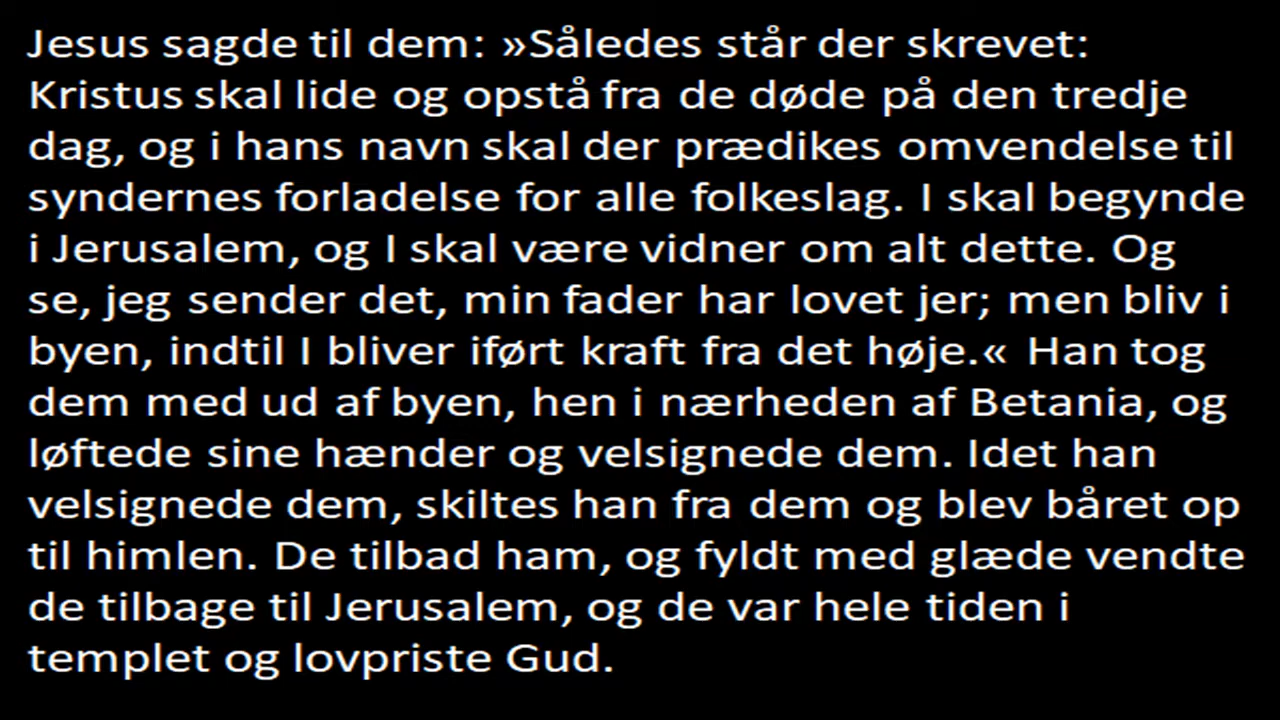 Jesus sagde til dem: »Således står der skrevet:
Kristus skal lide og opstå fra de døde på den tredje
dag, og i hans navn skal der prædikes omvendelse til
syndernes forladelse for alle folkeslag. I skal begynde
i Jerusalem, og I skal være vidner om alt dette. Og
se, jeg sender det, min fader har lovet jer; men bliv i
byen, indtil I bliver iført kraft fra det høje.« Han tog
dem med ud af byen, hen i nærheden af Betania, og
løftede sine hænder og velsignede dem. Idet han
velsignede dem, skiltes han fra dem og blev båret op
til himlen. De tilbad ham, og fyldt med glæde vendte
de tilbage til Jerusalem, og de var hele tiden i
templet og lovpriste Gud.